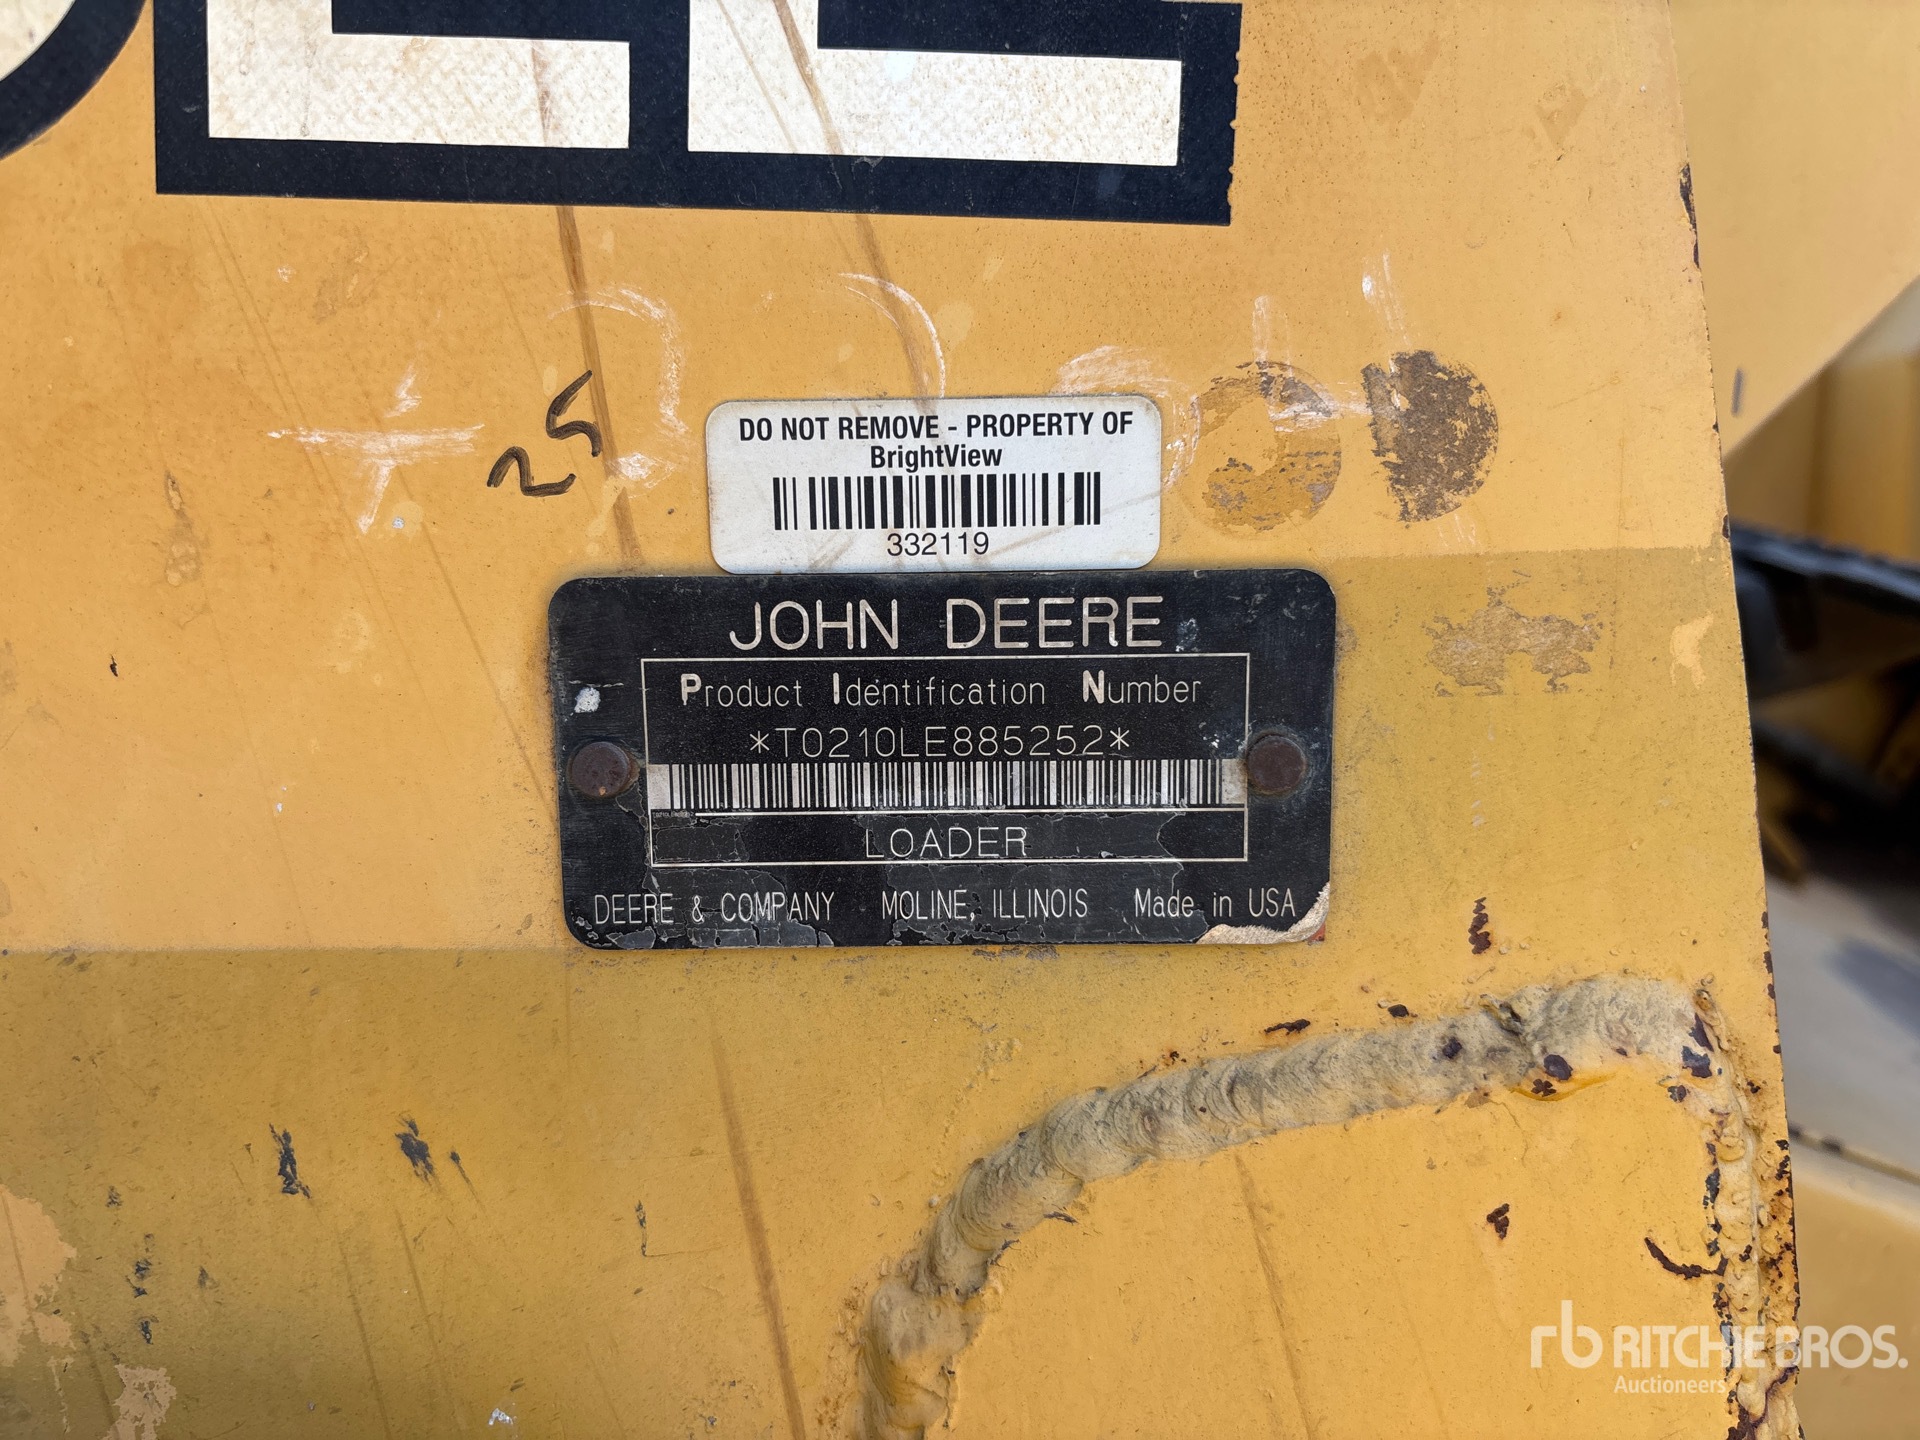 25
DO NOT REMOVE - PROPERTY OF
BrightView
332119
JOHN DEERE
Product Identification Number
*T0210LE885252*
LOADER
DEERE & COMPANY MOLINE, ILLINOIS Made in USA
rb RITCHIE BROS.
Auctioneers